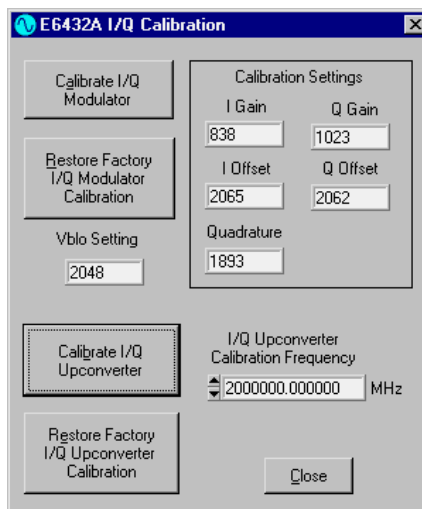 E6432A I/Q Calibration
Calibrate I/Q
Modulator
Restore Factory
I/Q Modulator
Calibration
Vblo Setting
2048
Calibration Settings
I Gain
Q Gain
838
1023
I Offset
Q Offset
2065
2062
Quadrature
1893
Calibrate I/Q
Upconverter
I/Q Upconverter
Calibration Frequency
2000000.000000 MHz
Restore Factory
I/Q Upconverter
Calibration
Close